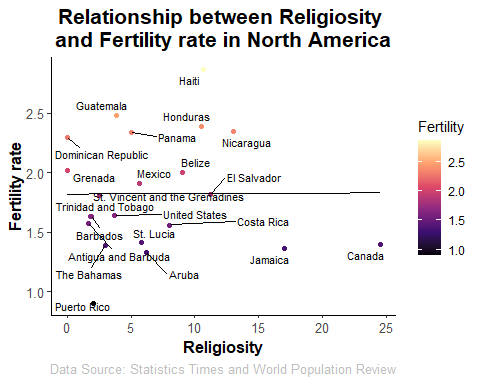 Relationship between Religiosity
and Fertility rate in North America
Haiti
Guatemala
Honduras
Panama
Nicaragua
Dominican Republic
Belize
Grenada
Mexico
El Salvador
St. Vincent and the Grenadines
Trinidad and Tobago
United States
Costa Rica
Barbados
St. Lucia
Antigua and Barbuda
Jamaica
Canada
The Bahamas
Aruba
Puerto Rico
Fertility rate
2.5
2.0
1.5
1.0
0
5
10
15
20
25
Religiosity
Fertility
2.5
2.0
1.5
1.0
Data Source: Statistics Times and World Population Review